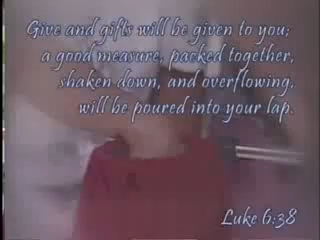 Give and gifts will be given to you;
a good measure, packed together,
shaken down, and overflowing,
will be poured into your lap.
Luke 6:38